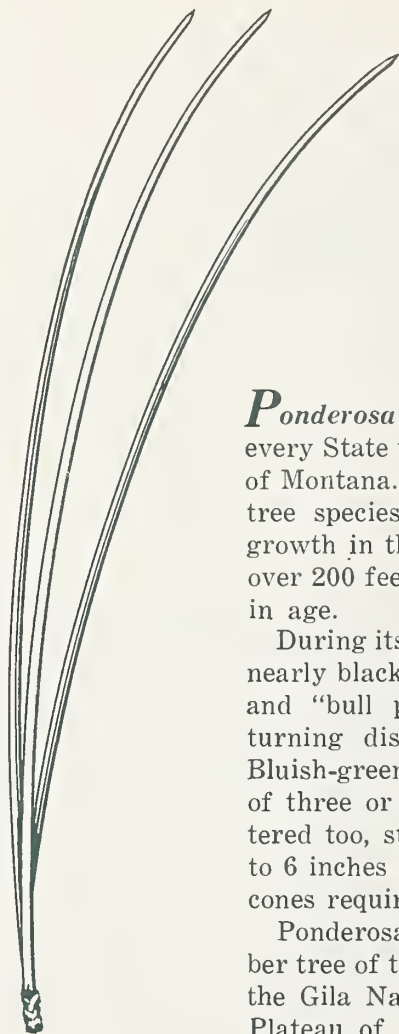 Ponderosa
every State
of Montana.
tree species
growth in th
over 200 fee
in age.
During its
nearly black
and "bull p
turning dis
Bluish-green
of three or
tered too, st
to 6 inches
cones requir
Ponderosa
ber tree of t
the Gila Na
Plateau of